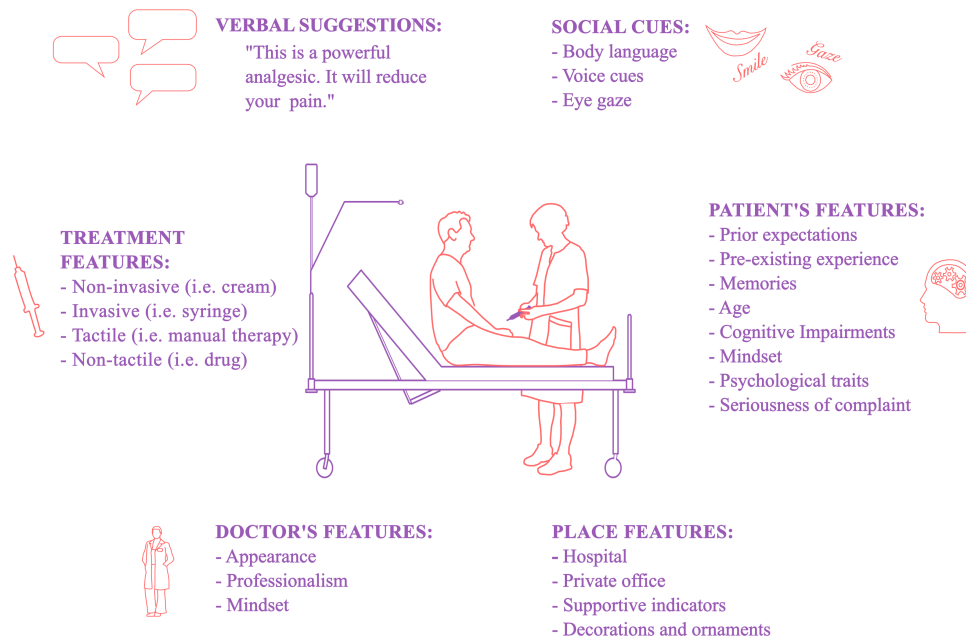 VERBAL SUGGESTIONS:
"This is a powerful
analgesic. It will reduce
your pain."
SOCIAL CUES:
- Body language
- Voice cues
- Eye gaze
Smile
Gaze
TREATMENT
FEATURES:
- Non-invasive (i.e. cream)
- Invasive (i.e. syringe)
- Tactile (i.e. manual therapy)
- Non-tactile (i.e. drug)
PATIENT'S FEATURES:
- Prior expectations
- Pre-existing experience
- Memories
- Age
- Cognitive Impairments
- Mindset
- Psychological traits
- Seriousness of complaint
DOCTOR'S FEATURES:
- Appearance
- Professionalism
- Mindset
PLACE FEATURES:
- Hospital
- Private office
- Supportive indicators
- Decorations and ornaments